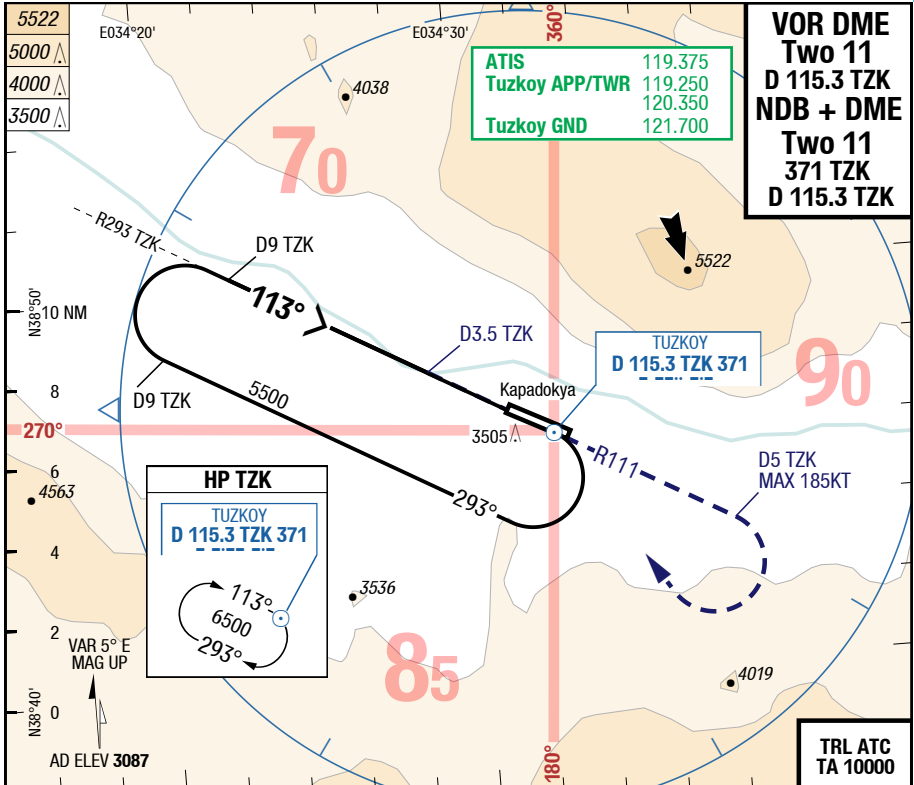 5522
5000
4000
3500
E034°20'
E034°30'
360°
ATIS 119.375
Tuzkoy APP/TWR 119.250
120.350
Tuzkoy GND 121.700
VOR DME
Two 11
D 115.3 TZK
NDB + DME
Two 11
371 TZK
D 115.3 TZK
4038
70
R293 TZK
D9 TZK
5522
113°
N38°50'
10 NM
D3.5 TZK
TUZKOY
D 115.3 TZK 371
90
Kapadokya
8
D9 TZK
5500
270°
3505
R111
D5 TZK
MAX 185KT
6
4563
HP TZK
TUZKOY
D 115.3 TZK 371
293°
4
3536
113°
6500
293°
2
VAR 5° E
MAG UP
85
4019
N38°40'
0
AD ELEV 3087
180°
TRL ATC
TA 10000